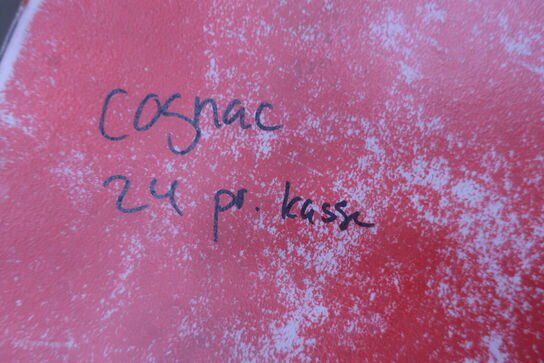 cognac
24 pr. kasse